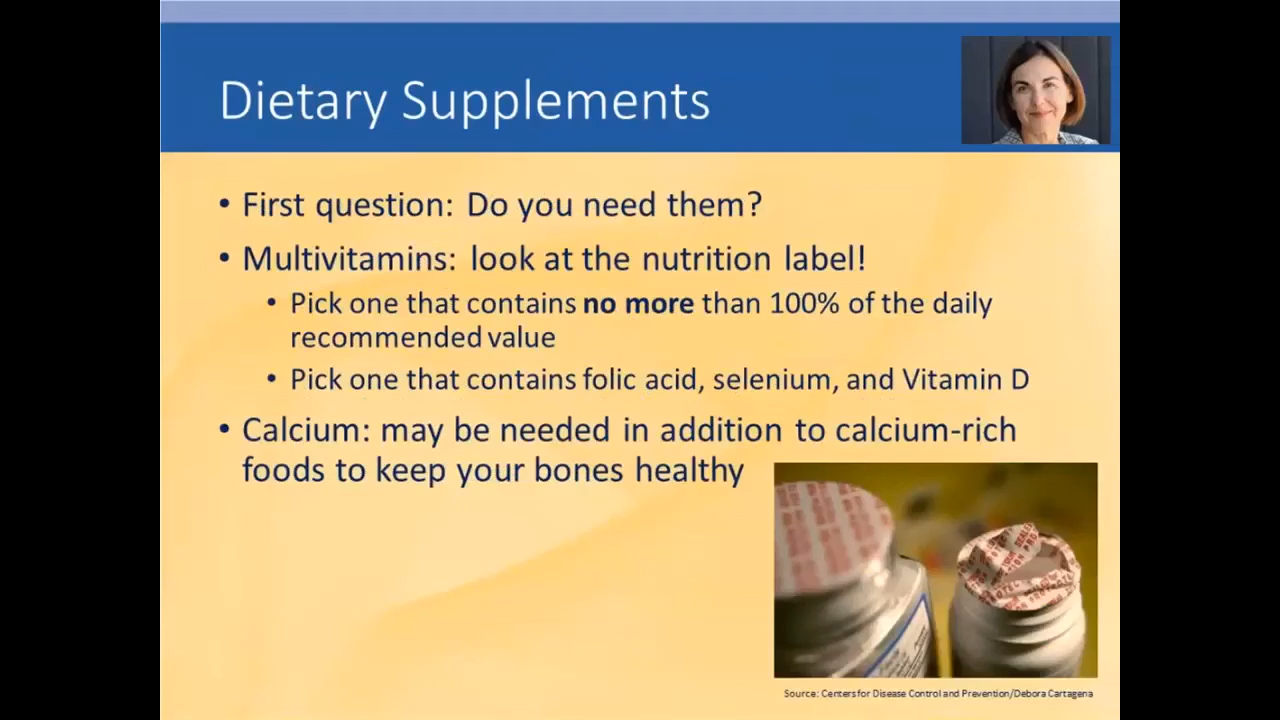 Dietary Supplements
• First question: Do you need them?
• Multivitamins: look at the nutrition label!
• Pick one that contains no more than 100% of the daily
recommended value
• Pick one that contains folic acid, selenium, and Vitamin D
• Calcium: may be needed in addition to calcium-rich
foods to keep your bones healthy
Source: Centers for Disease Control and Prevention/Debora Cartagena